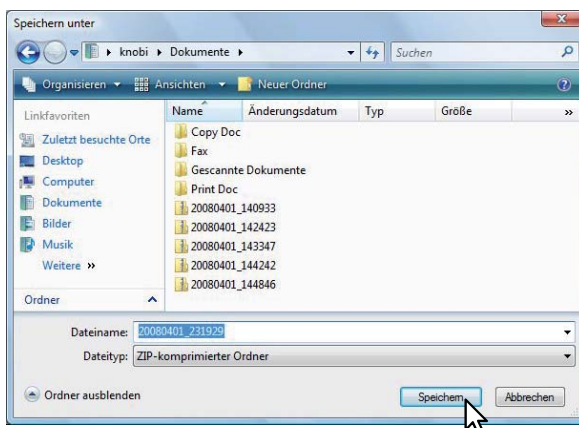 Speichern unter
knobi Dokumente Suchen
Organisieren Ansichten Neuer Ordner
Linkfavoriten
Zuletzt besuchte Orte
Desktop
Computer
Dokumente
Bilder
Musik
Weitere »
Ordner
Name Änderungsdatum Typ Größe »
Copy Doc
Fax
Gescannte Dokumente
Print Doc
20080401_140933
20080401_142423
20080401_143347
20080401_144242
20080401_144846
Dateiname: 20080401_231929
Dateityp: ZIP-komprimierter Ordner
Ordner ausblenden Speichern Abbrechen